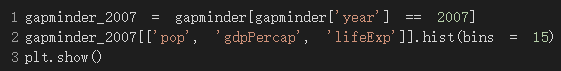 1 gapminder_2007 = gapminder[gapminder['year'] == 2007]
2 gapminder_2007[['pop', 'gdpPercap', 'lifeExp']].hist(bins = 15)
3 plt.show()